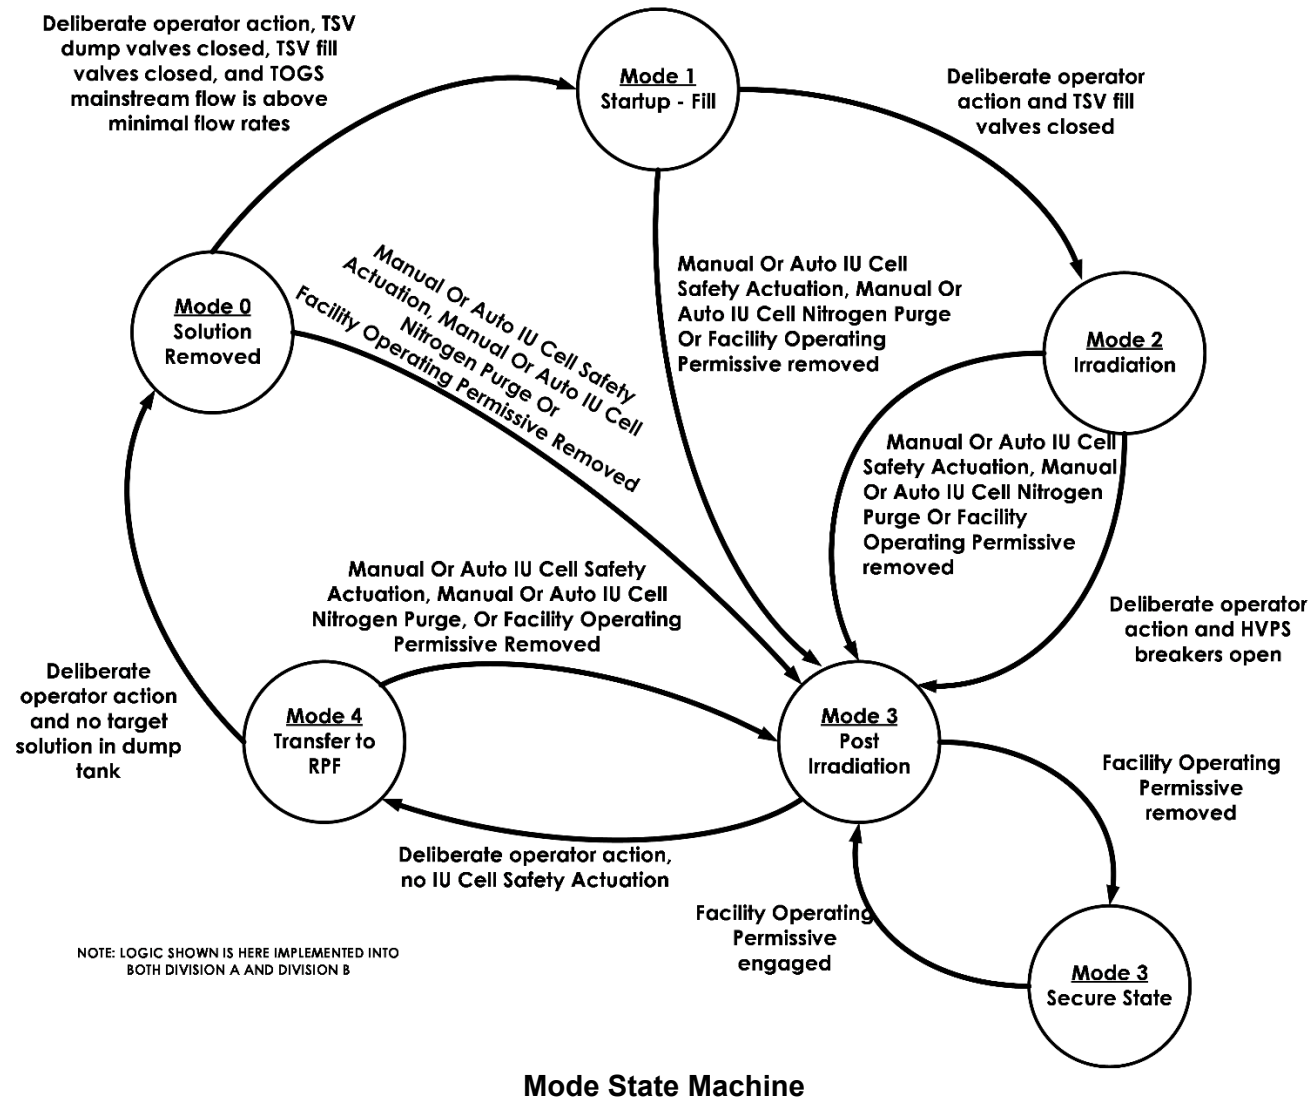 Deliberate operator action, TSV
dump valves closed, TSV fill
valves closed, and TOGS
mainstream flow is above
minimal flow rates
Mode 1
Startup - Fill
Deliberate operator
action and TSV fill
valves closed
Mode 0
Solution
Removed
Manual Or Auto IU Cell Safety
Actuation, Manual Or Auto IU Cell
Nitrogen Purge Or
Facility Operating Permissive Removed
Manual Or Auto IU Cell
Safety Actuation, Manual Or
Auto IU Cell Nitrogen Purge
Or Facility Operating
Permissive removed
Mode 2
Irradiation
Manual Or Auto IU Cell
Safety Actuation, Manual
Or Auto IU Cell Nitrogen
Purge Or Facility
Operating Permissive
removed
Deliberate operator
action and HVPS
breakers open
Manual Or Auto IU Cell Safety
Actuation, Manual Or Auto IU Cell
Nitrogen Purge, Or Facility Operating
Permissive Removed
Deliberate
operator action
and no target
solution in dump
tank
Mode 4
Transfer to
RPF
Mode 3
Post
Irradiation
Facility Operating
Permissive
removed
Deliberate operator action,
no IU Cell Safety Actuation
Facility Operating
Permissive
engaged
Mode 3
Secure State
NOTE: LOGIC SHOWN IS HERE IMPLEMENTED INTO
BOTH DIVISION A AND DIVISION B
Mode State Machine